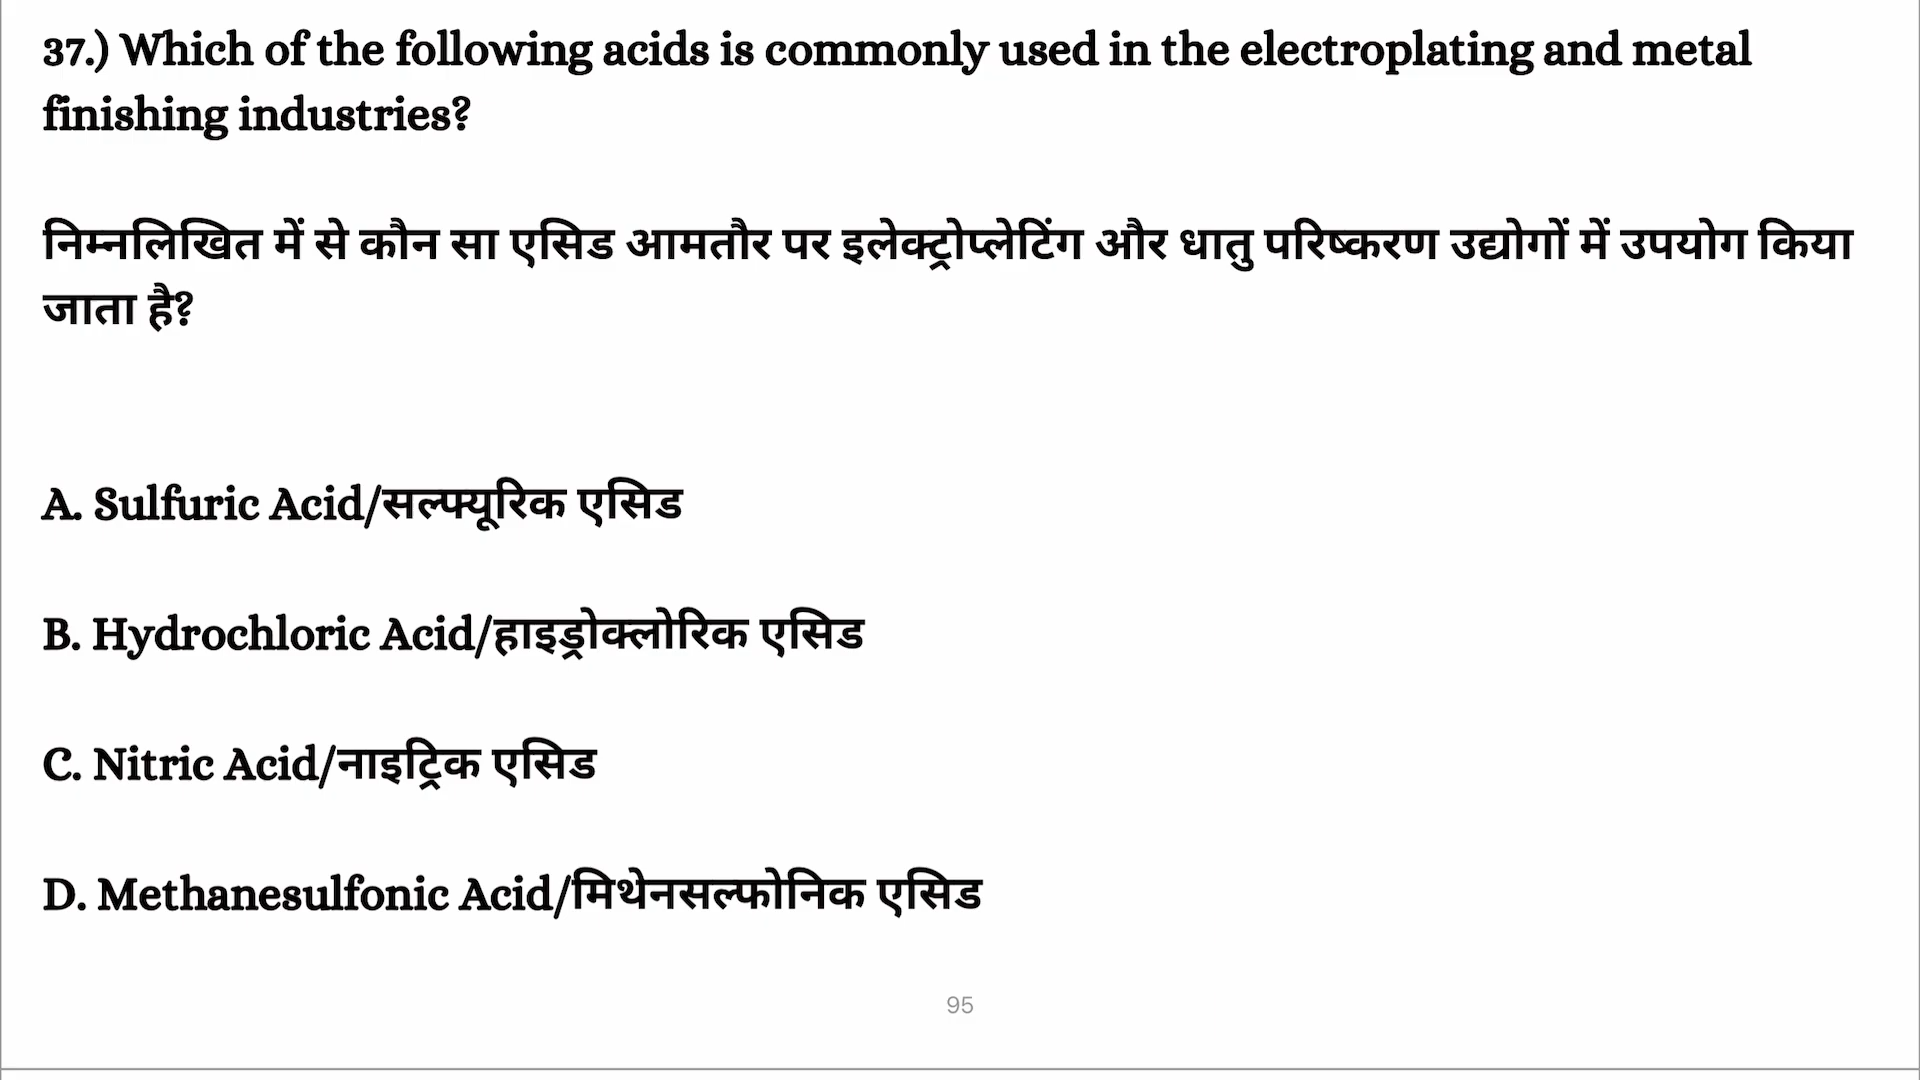 37.) Which of the following acids is commonly used in the electroplating and metal
finishing industries?
निम्नलिखित में से कौन सा एसिड आमतौर पर इलेक्ट्रोप्लेटिंग और धातु परिष्करण उद्योगों में उपयोग किया
जाता है?
A. Sulfuric Acid/सल्फ्यूरिक एसिड
B. Hydrochloric Acid/हाइड्रोक्लोरिक एसिड
C. Nitric Acid/नाइट्रिक एसिड
D. Methanesulfonic Acid/मिथेनसल्फोनिक एसिड
95